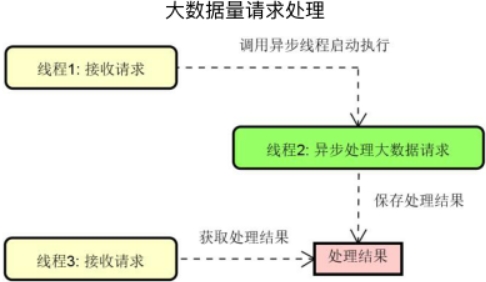 大数据量请求处理
调用异步线程启动执行
线程1: 接收请求
线程2: 异步处理大数据请求
保存处理结果
获取处理结果
线程3: 接收请求
处理结果